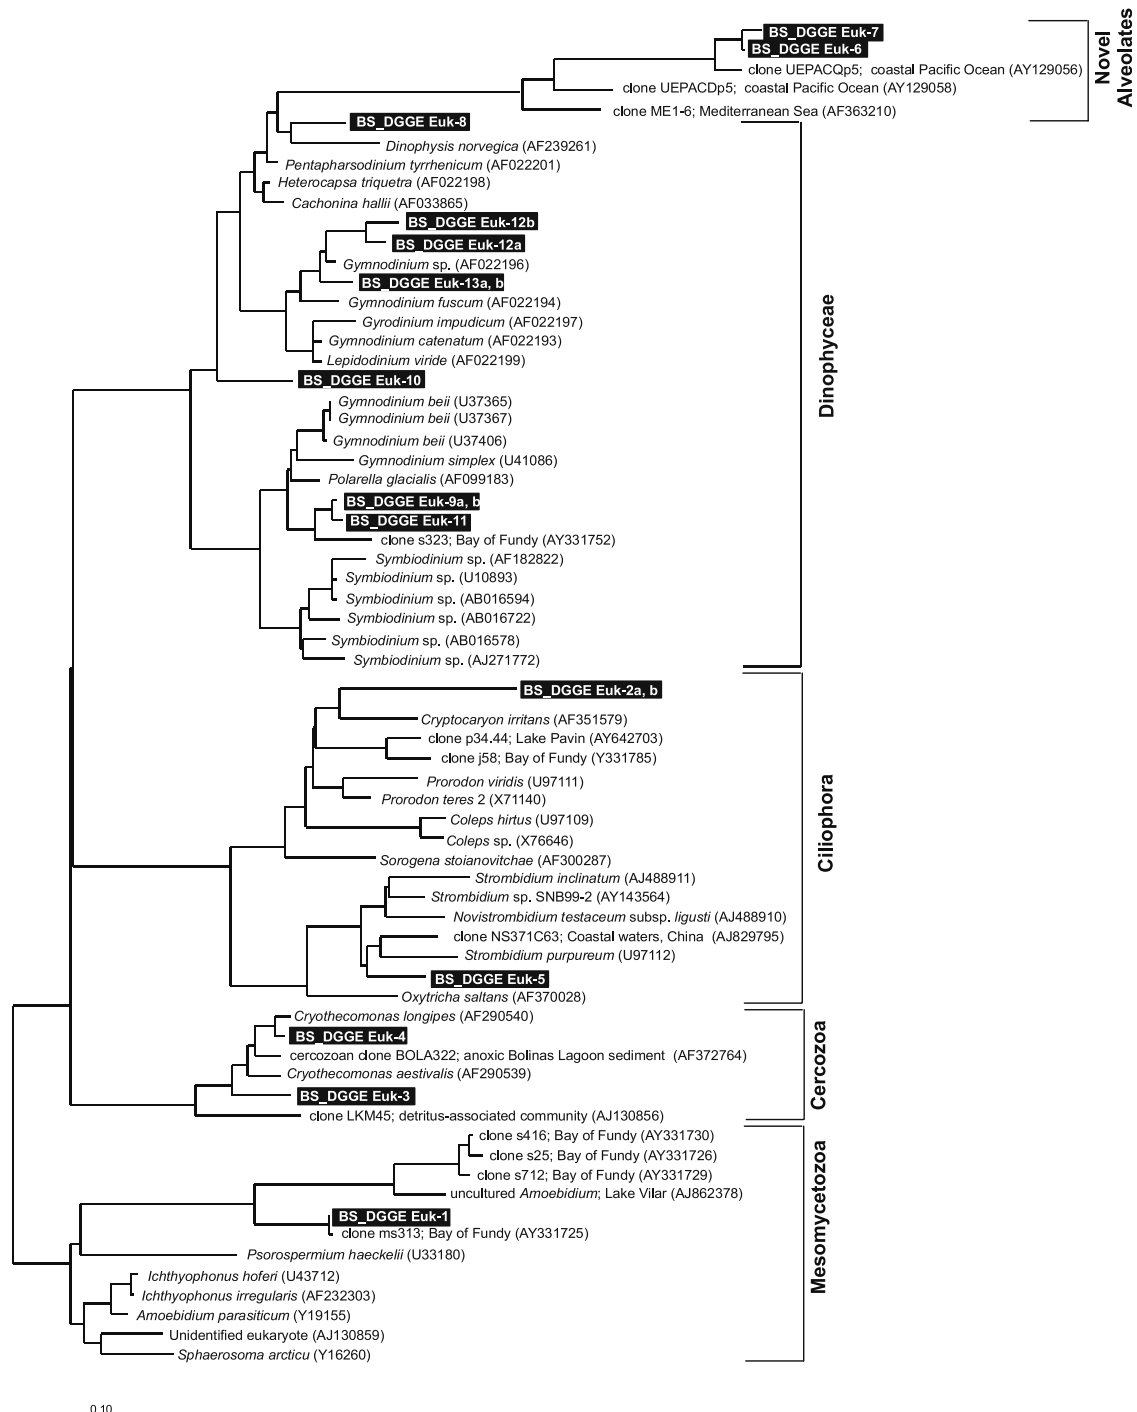 BS_DGGE Euk-7
BS_DGGE Euk-6
clone UEPACQp5; coastal Pacific Ocean (AY129056)
clone UEPACDp5; coastal Pacific Ocean (AY129058)
clone ME1-6; Mediterranean Sea (AF363210)
Novel Alveolates
BS_DGGE Euk-8
Dinophysis norvegica (AF239261)
Pentapharsodinium tyrrhenicum (AF022201)
Heterocapsa triquetra (AF022198)
Cachonina hallii (AF033865)
BS_DGGE Euk-12b
BS_DGGE Euk-12a
Gymnodinium sp. (AF022196)
BS_DGGE Euk-13a, b
Gymnodinium fuscum (AF022194)
Gyrodinium impudicum (AF022197)
Gymnodinium catenatum (AF022193)
Lepidodinium viride (AF022199)
BS_DGGE Euk-10
Gymnodinium beii (U37365)
Gymnodinium beii (U37367)
Gymnodinium beii (U37406)
Gymnodinium simplex (U41086)
Polarella glacialis (AF099183)
BS_DGGE Euk-9a, b
BS_DGGE Euk-11
clone s323; Bay of Fundy (AY331752)
Symbiodinium sp. (AF182822)
Symbiodinium sp. (U10893)
Symbiodinium sp. (AB016594)
Symbiodinium sp. (AB016722)
Symbiodinium sp. (AB016578)
Symbiodinium sp. (AJ271772)
Dinophyceae
BS_DGGE Euk-2a, b
Cryptocaryon irritans (AF351579)
clone p34.44; Lake Pavin (AY642703)
clone j58; Bay of Fundy (Y331785)
Prorodon viridis (U97111)
Prorodon teres 2 (X71140)
Coleps hirtus (U97109)
Coleps sp. (X76646)
Sorogena stoianovitchae (AF300287)
Strombidium inclinatum (AJ488911)
Strombidium sp. SNB99-2 (AY143564)
Novistrombidium testaceum subsp. ligusti (AJ488910)
clone NS371C63; Coastal waters, China (AJ829795)
Strombidium purpureum (U97112)
BS_DGGE Euk-5
Oxytricha saltans (AF370028)
Ciliophora
Cryothecomonas longipes (AF290540)
BS_DGGE Euk-4
cercozoan clone BOLA322; anoxic Bolinas Lagoon sediment (AF372764)
Cryothecomonas aestivalis (AF290539)
BS_DGGE Euk-3
clone LKM45; detritus-associated community (AJ130856)
Cercozoa
clone s416; Bay of Fundy (AY331730)
clone s25; Bay of Fundy (AY331726)
clone s712; Bay of Fundy (AY331729)
uncultured Amoebidium; Lake Vilar (AJ862378)
BS_DGGE Euk-1
clone ms313; Bay of Fundy (AY331725)
Psorospermium haeckelii (U33180)
Ichthyophonus hoferi (U43712)
Ichthyophonus irregularis (AF232303)
Amoebidium parasiticum (Y19155)
Unidentified eukaryote (AJ130859)
Sphaerosoma arcticu (Y16260)
Mesomycetozoa
0.10